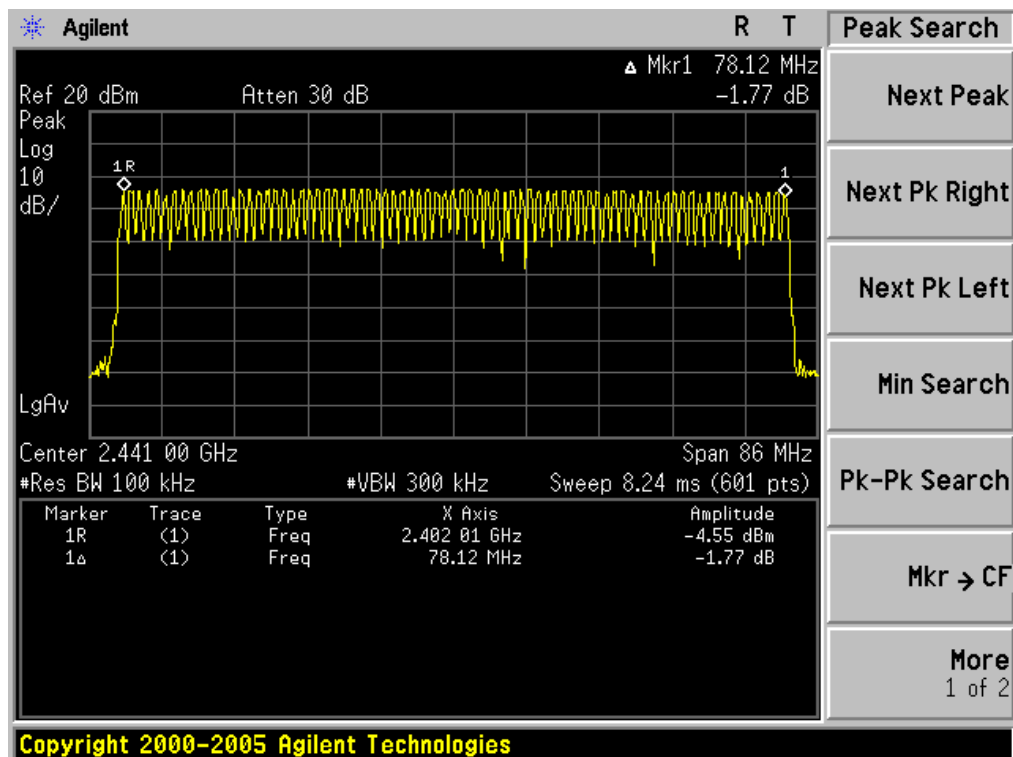 Agilent R T Peak Search
Δ Mkr1 78.12 MHz
Ref 20 dBm Atten 30 dB -1.77 dB
Peak
Log
10
dB/
1R
1
LgAv
Center 2.441 00 GHz Span 86 MHz
#Res BW 100 kHz #VBW 300 kHz Sweep 8.24 ms (601 pts)
Marker Trace Type X Axis Amplitude
1R (1) Freq 2.402 01 GHz -4.55 dBm
1Δ (1) Freq 78.12 MHz -1.77 dB
Next Peak
Next Pk Right
Next Pk Left
Min Search
Pk-Pk Search
Mkr → CF
More
1 of 2
Copyright 2000-2005 Agilent Technologies